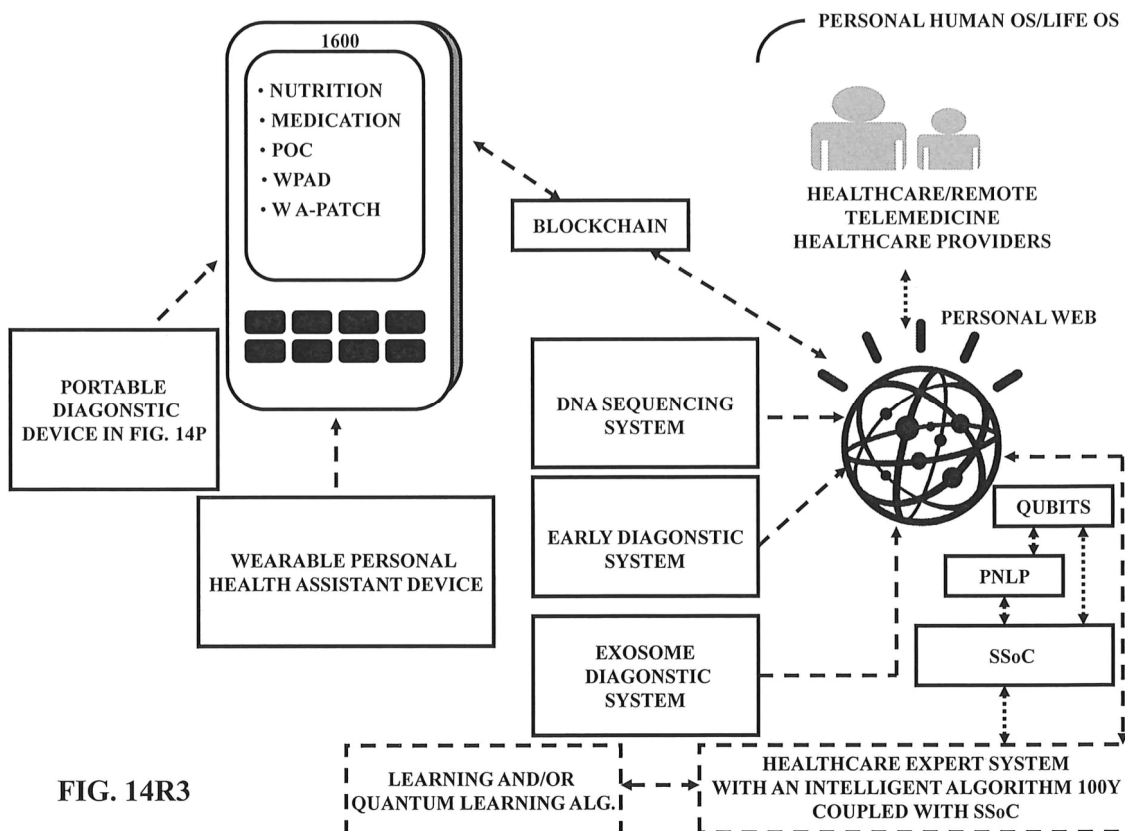 PERSONAL HUMAN OS/LIFE OS
1600
• NUTRITION
• MEDICATION
• POC
• WPAD
• W A-PATCH
HEALTHCARE/REMOTE
TELEMEDICINE
HEALTHCARE PROVIDERS
BLOCKCHAIN
PERSONAL WEB
PORTABLE
DIAGONSTIC
DEVICE IN FIG. 14P
DNA SEQUENCING
SYSTEM
QUBITS
EARLY DIAGONSTIC
SYSTEM
WEARABLE PERSONAL
HEALTH ASSISTANT DEVICE
PNLP
SSoC
EXOSOME
DIAGONSTIC
SYSTEM
FIG. 14R3
LEARNING AND/OR
QUANTUM LEARNING ALG.
HEALTHCARE EXPERT SYSTEM
WITH AN INTELLIGENT ALGORITHM 100Y
COUPLED WITH SSoC